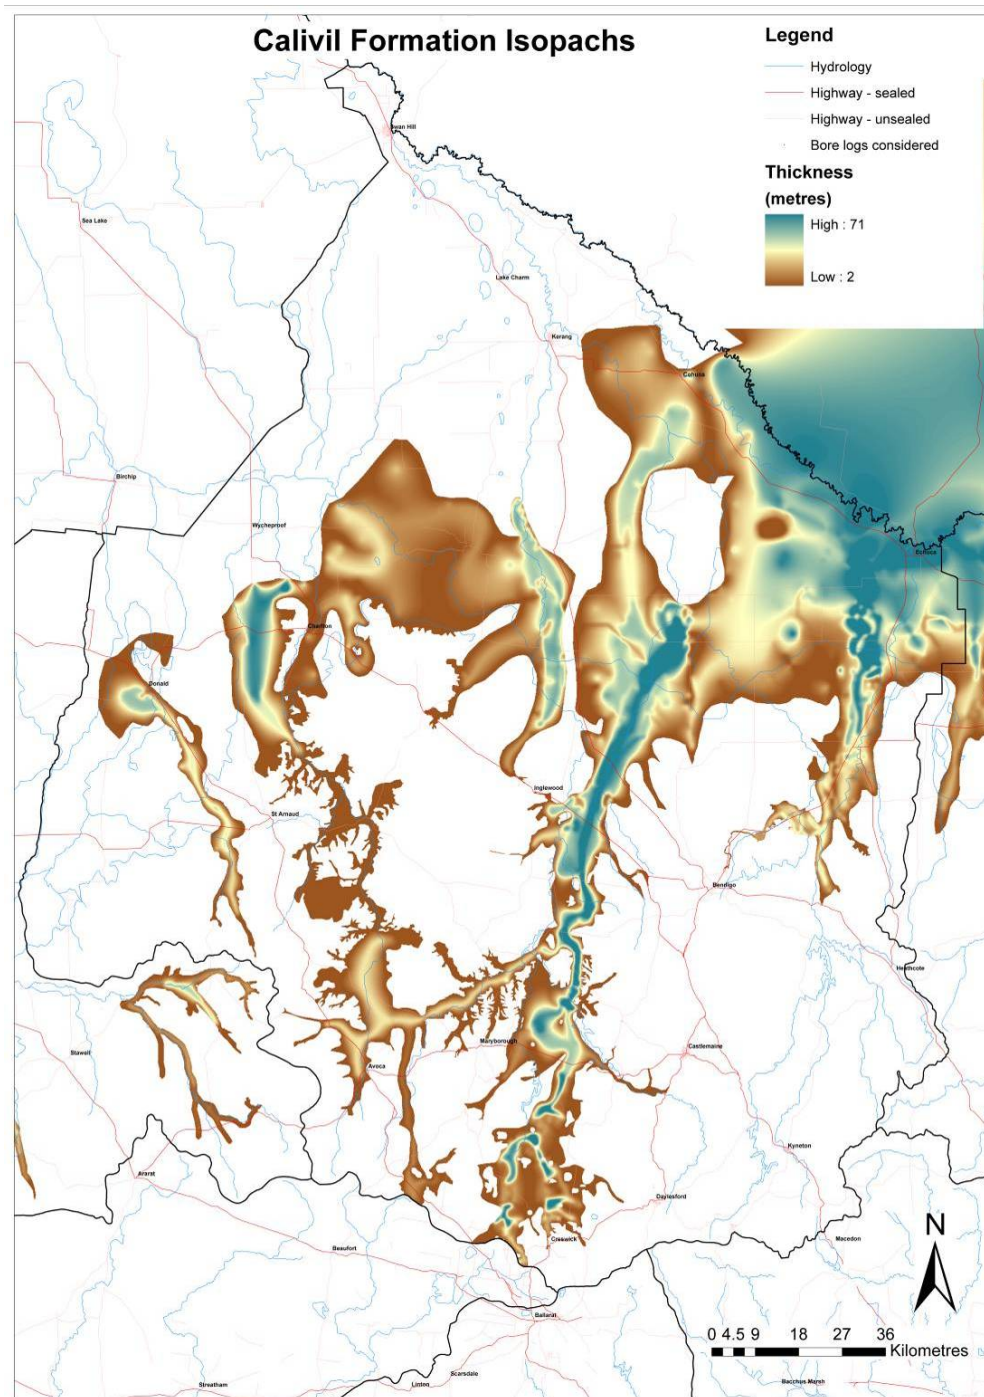 Calivil Formation Isopachs
Legend
Hydrology
Highway - sealed
Highway - unsealed
Bore logs considered
Thickness
(metres)
High : 71
Low : 2
Swan Hill
Sea Lake
Lake Charm
Kerang
Cohuna
Birchip
Wycheproof
Echuca
Charlton
Donald
Inglewood
St Arnaud
Bendigo
Heathcote
Maryborough
Castlemaine
Stawell
Avoca
Kyneton
Ararat
Daylesford
Creswick
Macedon
Beaufort
Ballarat
Scarsdale
Linton
Streatham
Bacchus Marsh
N
0 4.5 9 18 27 36
Kilometres